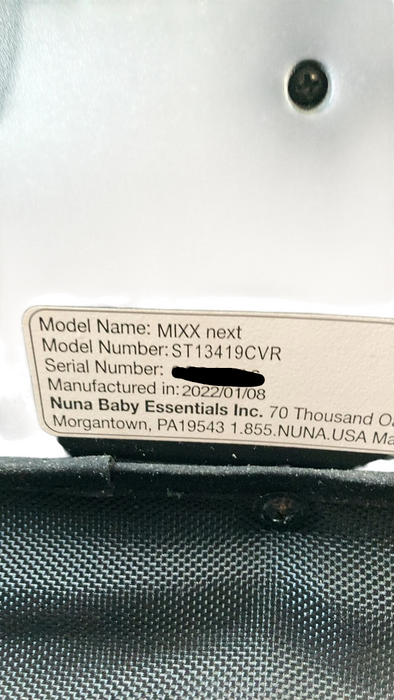 Model Name: MIXX next
Model Number: ST13419CVR
Serial Number:
Manufactured in: 2022/01/08
Nuna Baby Essentials Inc. 70 Thousand
Morgantown, PA19543 1.855.NUNA.USA Ma